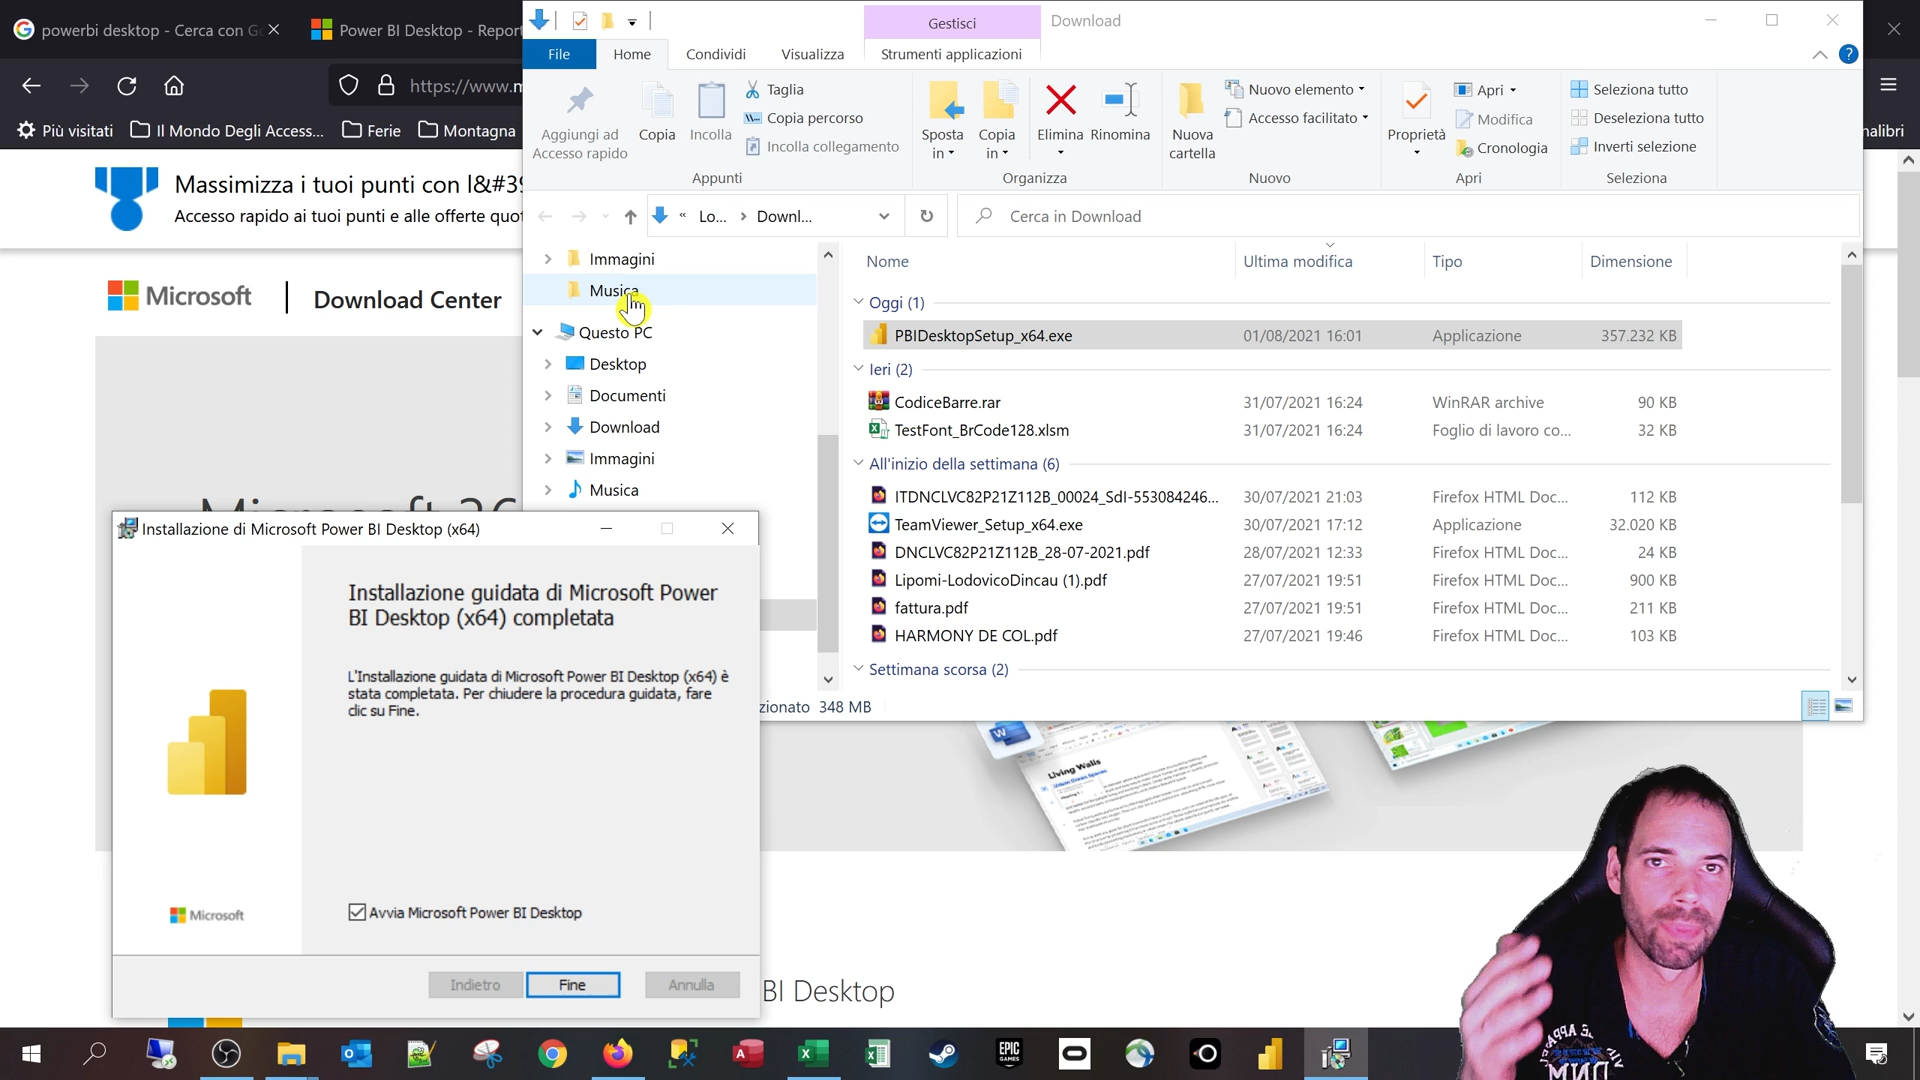 powerbi desktop - Cerca con G
Power BI Desktop - Report
https://www.m
Più visitati
Il Mondo Degli Access...
Ferie
Montagna
nalibri
Massimizza i tuoi punti con l&#39
Accesso rapido ai tuoi punti e alle offerte quot
Microsoft
Download Center
Gestisci
Download
File
Home
Condividi
Visualizza
Strumenti applicazioni
Aggiungi ad
Accesso rapido
Copia
Incolla
Taglia
Copia percorso
Incolla collegamento
Appunti
Sposta
in
Copia
in
Elimina
Rinomina
Organizza
Nuova
cartella
Nuovo elemento
Accesso facilitato
Nuovo
Proprietà
Apri
Modifica
Cronologia
Apri
Seleziona tutto
Deseleziona tutto
Inverti selezione
Seleziona
« Lo... > Downl...
Cerca in Download
Immagini
Musica
Questo PC
Desktop
Documenti
Download
Immagini
Musica
Nome Ultima modifica Tipo Dimensione
Oggi (1)
PBIDesktopSetup_x64.exe 01/08/2021 16:01 Applicazione 357.232 KB
Ieri (2)
CodiceBarre.rar 31/07/2021 16:24 WinRAR archive 90 KB
TestFont_BrCode128.xlsm 31/07/2021 16:24 Foglio di lavoro co... 32 KB
All'inizio della settimana (6)
ITDNCLVC82P21Z112B_00024_SdI-553084246... 30/07/2021 21:03 Firefox HTML Doc... 112 KB
TeamViewer_Setup_x64.exe 30/07/2021 17:12 Applicazione 32.020 KB
DNCLVC82P21Z112B_28-07-2021.pdf 28/07/2021 12:33 Firefox HTML Doc... 24 KB
Lipomi-LodovicoDincau (1).pdf 27/07/2021 19:51 Firefox HTML Doc... 900 KB
fattura.pdf 27/07/2021 19:51 Firefox HTML Doc... 211 KB
HARMONY DE COL.pdf 27/07/2021 19:46 Firefox HTML Doc... 103 KB
Settimana scorsa (2)
zionato 348 MB
Installazione di Microsoft Power BI Desktop (x64)
Installazione guidata di Microsoft Power
BI Desktop (x64) completata
L'Installazione guidata di Microsoft Power BI Desktop (x64) è
stata completata. Per chiudere la procedura guidata, fare
clic su Fine.
Microsoft
Avvia Microsoft Power BI Desktop
Indietro
Fine
Annulla
Living Walls
BI Desktop
EPIC
GAMES